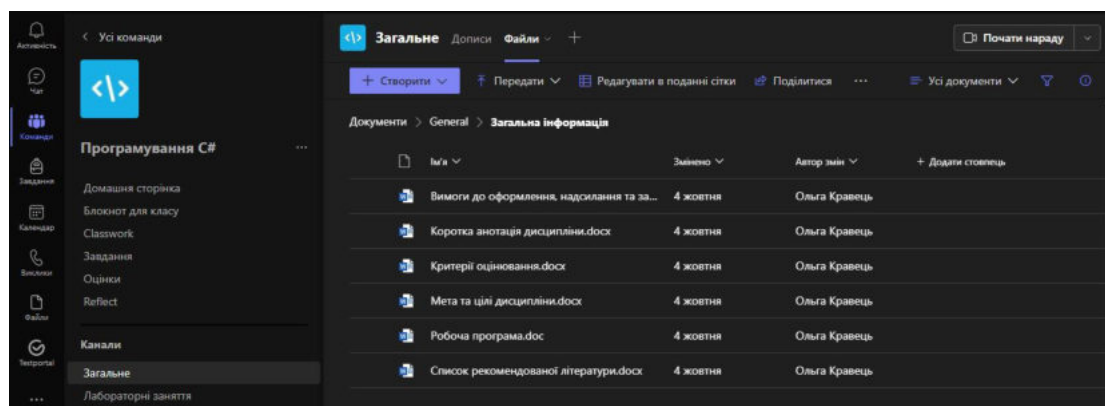 Активність
Чат
Команди
Завдання
Календар
Виклики
Файли
Testportal
Усі команди
</>
Програмування C#
Домашня сторінка
Блокнот для класу
Classwork
Завдання
Оцінки
Reflect
Канали
Загальне
Лабораторні заняття
</> Загальне Дописи Файли + Почати нараду
+ Створити Передати Редагувати в поданні сітки Поділитися ... Усі документи
Документи > General > Загальна інформація
Ім'я Змінено Автор змін + Додати стовпець
Вимоги до оформлення, надсилання та за... 4 жовтня Ольга Кравець
Коротка анотація дисципліни.docx 4 жовтня Ольга Кравець
Критерії оцінювання.docx 4 жовтня Ольга Кравець
Мета та цілі дисципліни.docx 4 жовтня Ольга Кравець
Робоча програма.doc 4 жовтня Ольга Кравець
Список рекомендованої літератури.docx 4 жовтня Ольга Кравець